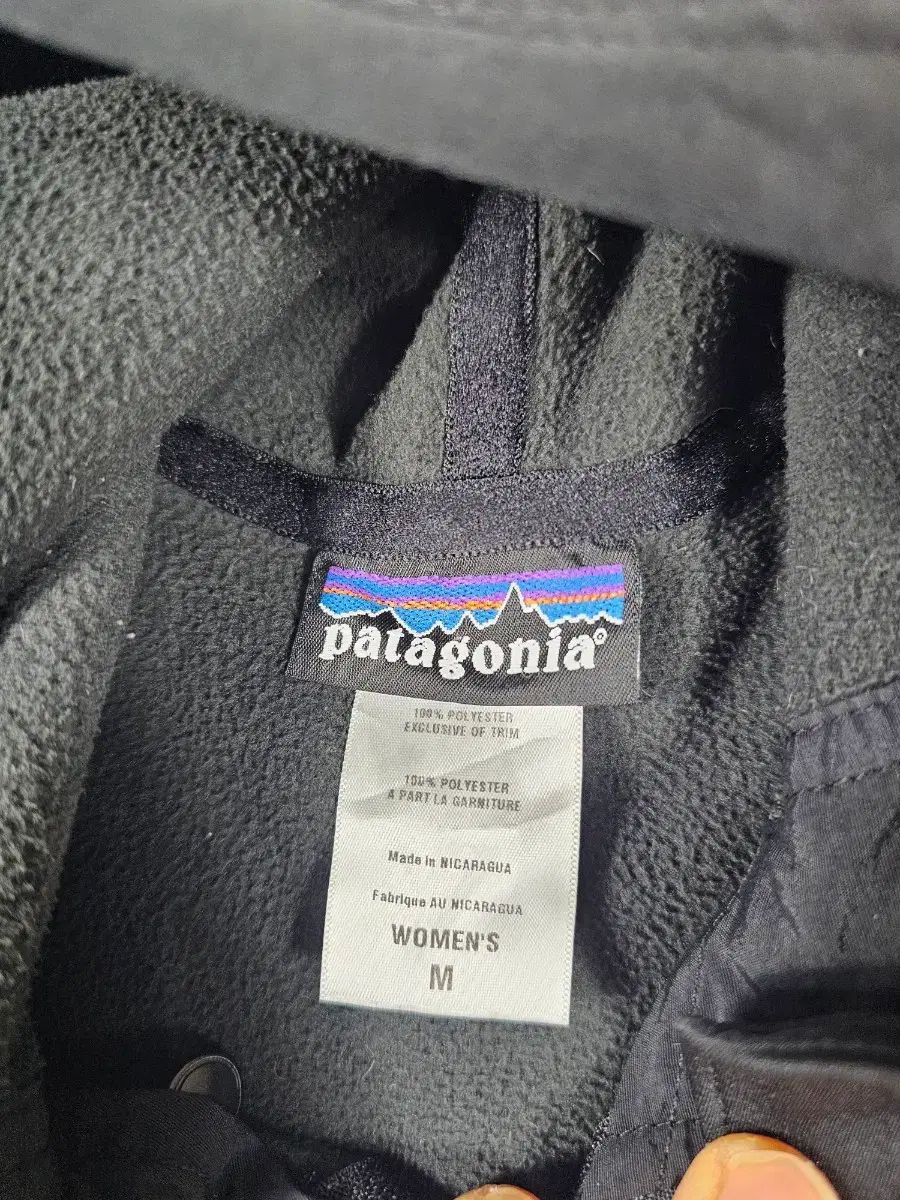 patagonia®
100% POLYESTER
EXCLUSIVE OF TRIM
100% POLYESTER
A PART LA GARNITURE
Made in NICARAGUA
Fabrique AU NICARAGUA
WOMEN'S
M